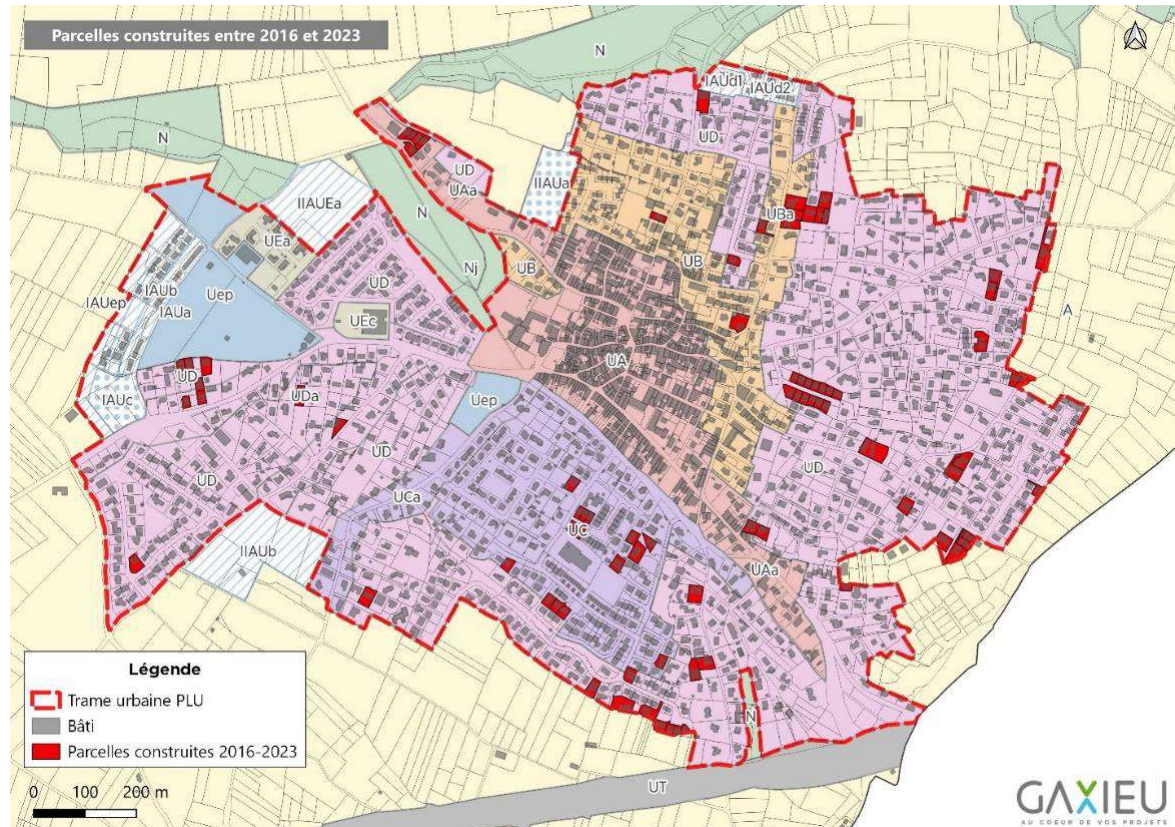 Parcelles construites entre 2016 et 2023
N
IAUd1
IAUd2
N
UD
UD
UAa
IIAUa
IIAUEa
N
UBa
UEa
UB
UB
Nj
IAUb
Uep
UD
IAUep
IAUa
UEc
A
UA
UD
UDa
Uep
IAUc
UD
UD
UD
UCa
UC
IIAUb
UAa
N
UT
Légende
Trame urbaine PLU
Bâti
Parcelles construites 2016-2023
0 100 200 m
GAXIEU
AU COEUR DE VOS PROJETS